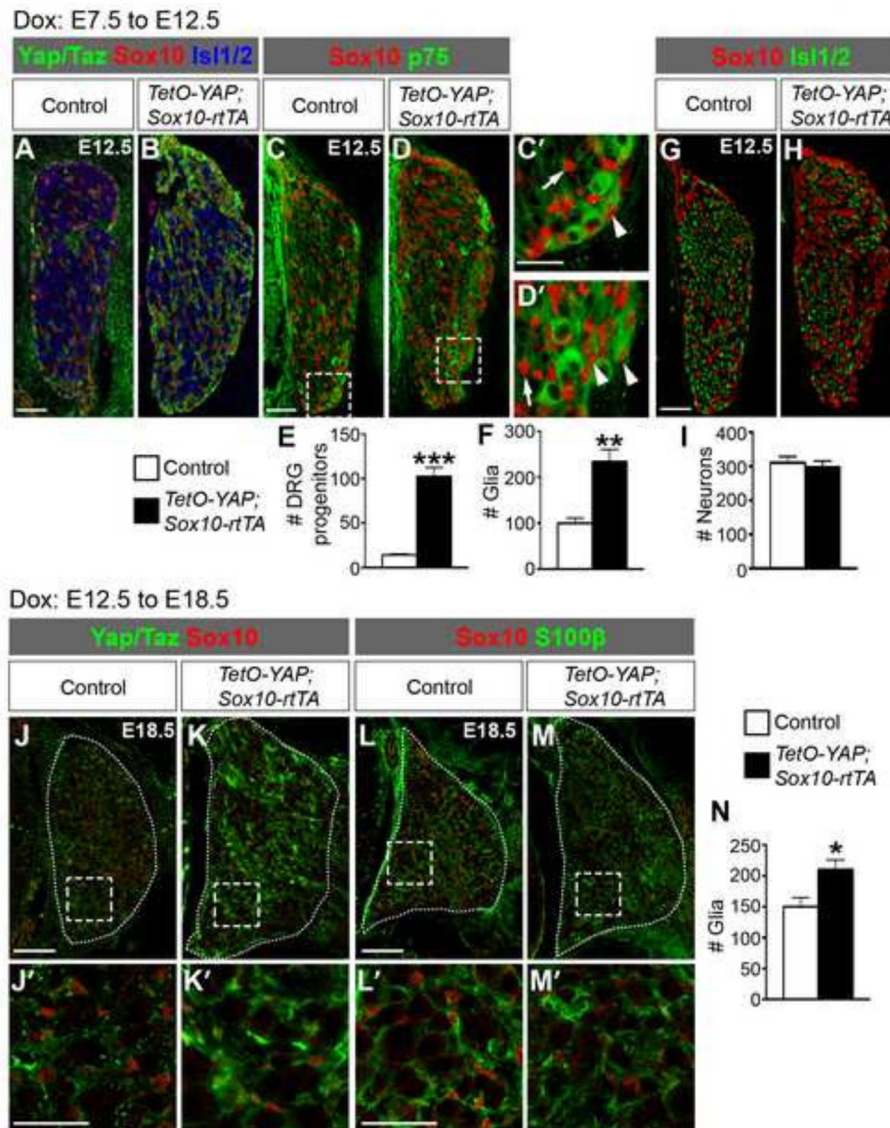 Dox: E7.5 to E12.5
Yap/Taz Sox10 Isl1/2
Sox10 p75
Sox10 Isl1/2
Control
TetO-YAP;
Sox10-rtTA
Control
TetO-YAP;
Sox10-rtTA
Control
TetO-YAP;
Sox10-rtTA
A
E12.5
B
C
E12.5
D
C′
D′
G
E12.5
H
Control
TetO-YAP;
Sox10-rtTA
E
# DRG
progenitors
150
100
50
0
***
F
# Glia
300
200
100
0
**
I
# Neurons
400
300
200
100
0
Dox: E12.5 to E18.5
Yap/Taz Sox10
Sox10 S100β
Control
TetO-YAP;
Sox10-rtTA
Control
TetO-YAP;
Sox10-rtTA
J
E18.5
K
L
E18.5
M
J′
K′
L′
M′
Control
TetO-YAP;
Sox10-rtTA
N
# Glia
250
200
150
100
50
0
*